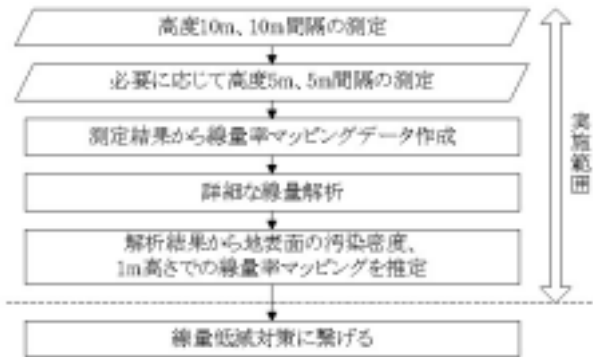 高度10m、10m間隔の測定
必要に応じて高度5m、5m間隔の測定
測定結果から線量率マッピングデータ作成
詳細な線量解析
解析結果から地表面の汚染密度、
1m高さでの線量率マッピングを推定
線量低減対策に繋げる
実施範囲